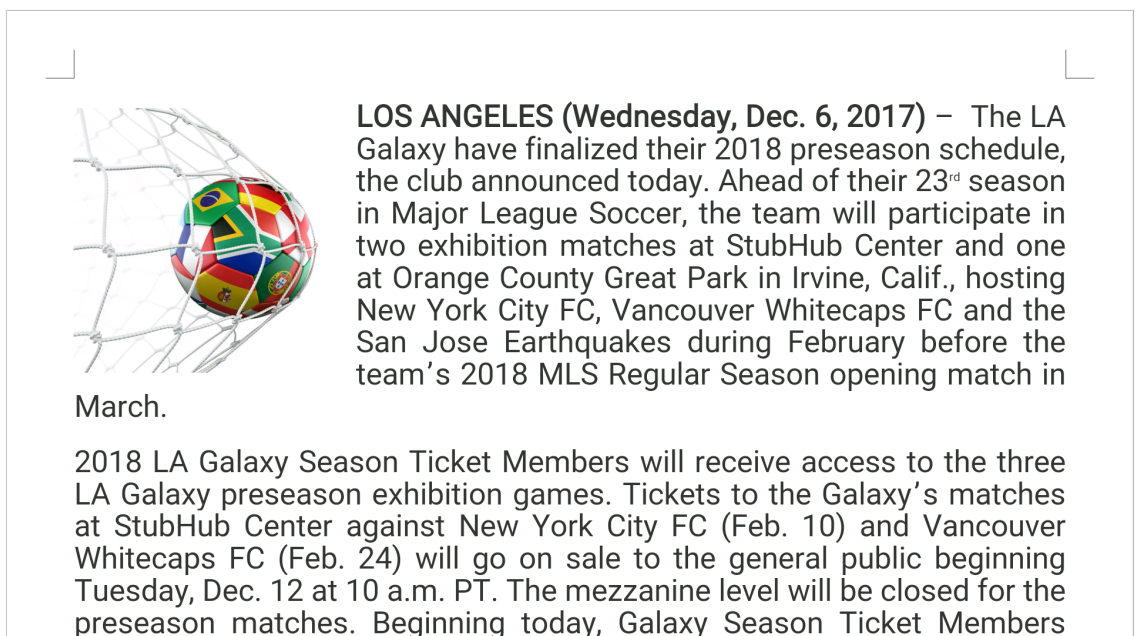 LOS ANGELES (Wednesday, Dec. 6, 2017) – The LA
Galaxy have finalized their 2018 preseason schedule,
the club announced today. Ahead of their 23rd season
in Major League Soccer, the team will participate in
two exhibition matches at StubHub Center and one
at Orange County Great Park in Irvine, Calif., hosting
New York City FC, Vancouver Whitecaps FC and the
San Jose Earthquakes during February before the
team’s 2018 MLS Regular Season opening match in
March.
2018 LA Galaxy Season Ticket Members will receive access to the three
LA Galaxy preseason exhibition games. Tickets to the Galaxy’s matches
at StubHub Center against New York City FC (Feb. 10) and Vancouver
Whitecaps FC (Feb. 24) will go on sale to the general public beginning
Tuesday, Dec. 12 at 10 a.m. PT. The mezzanine level will be closed for the
preseason matches. Beginning today, Galaxy Season Ticket Members